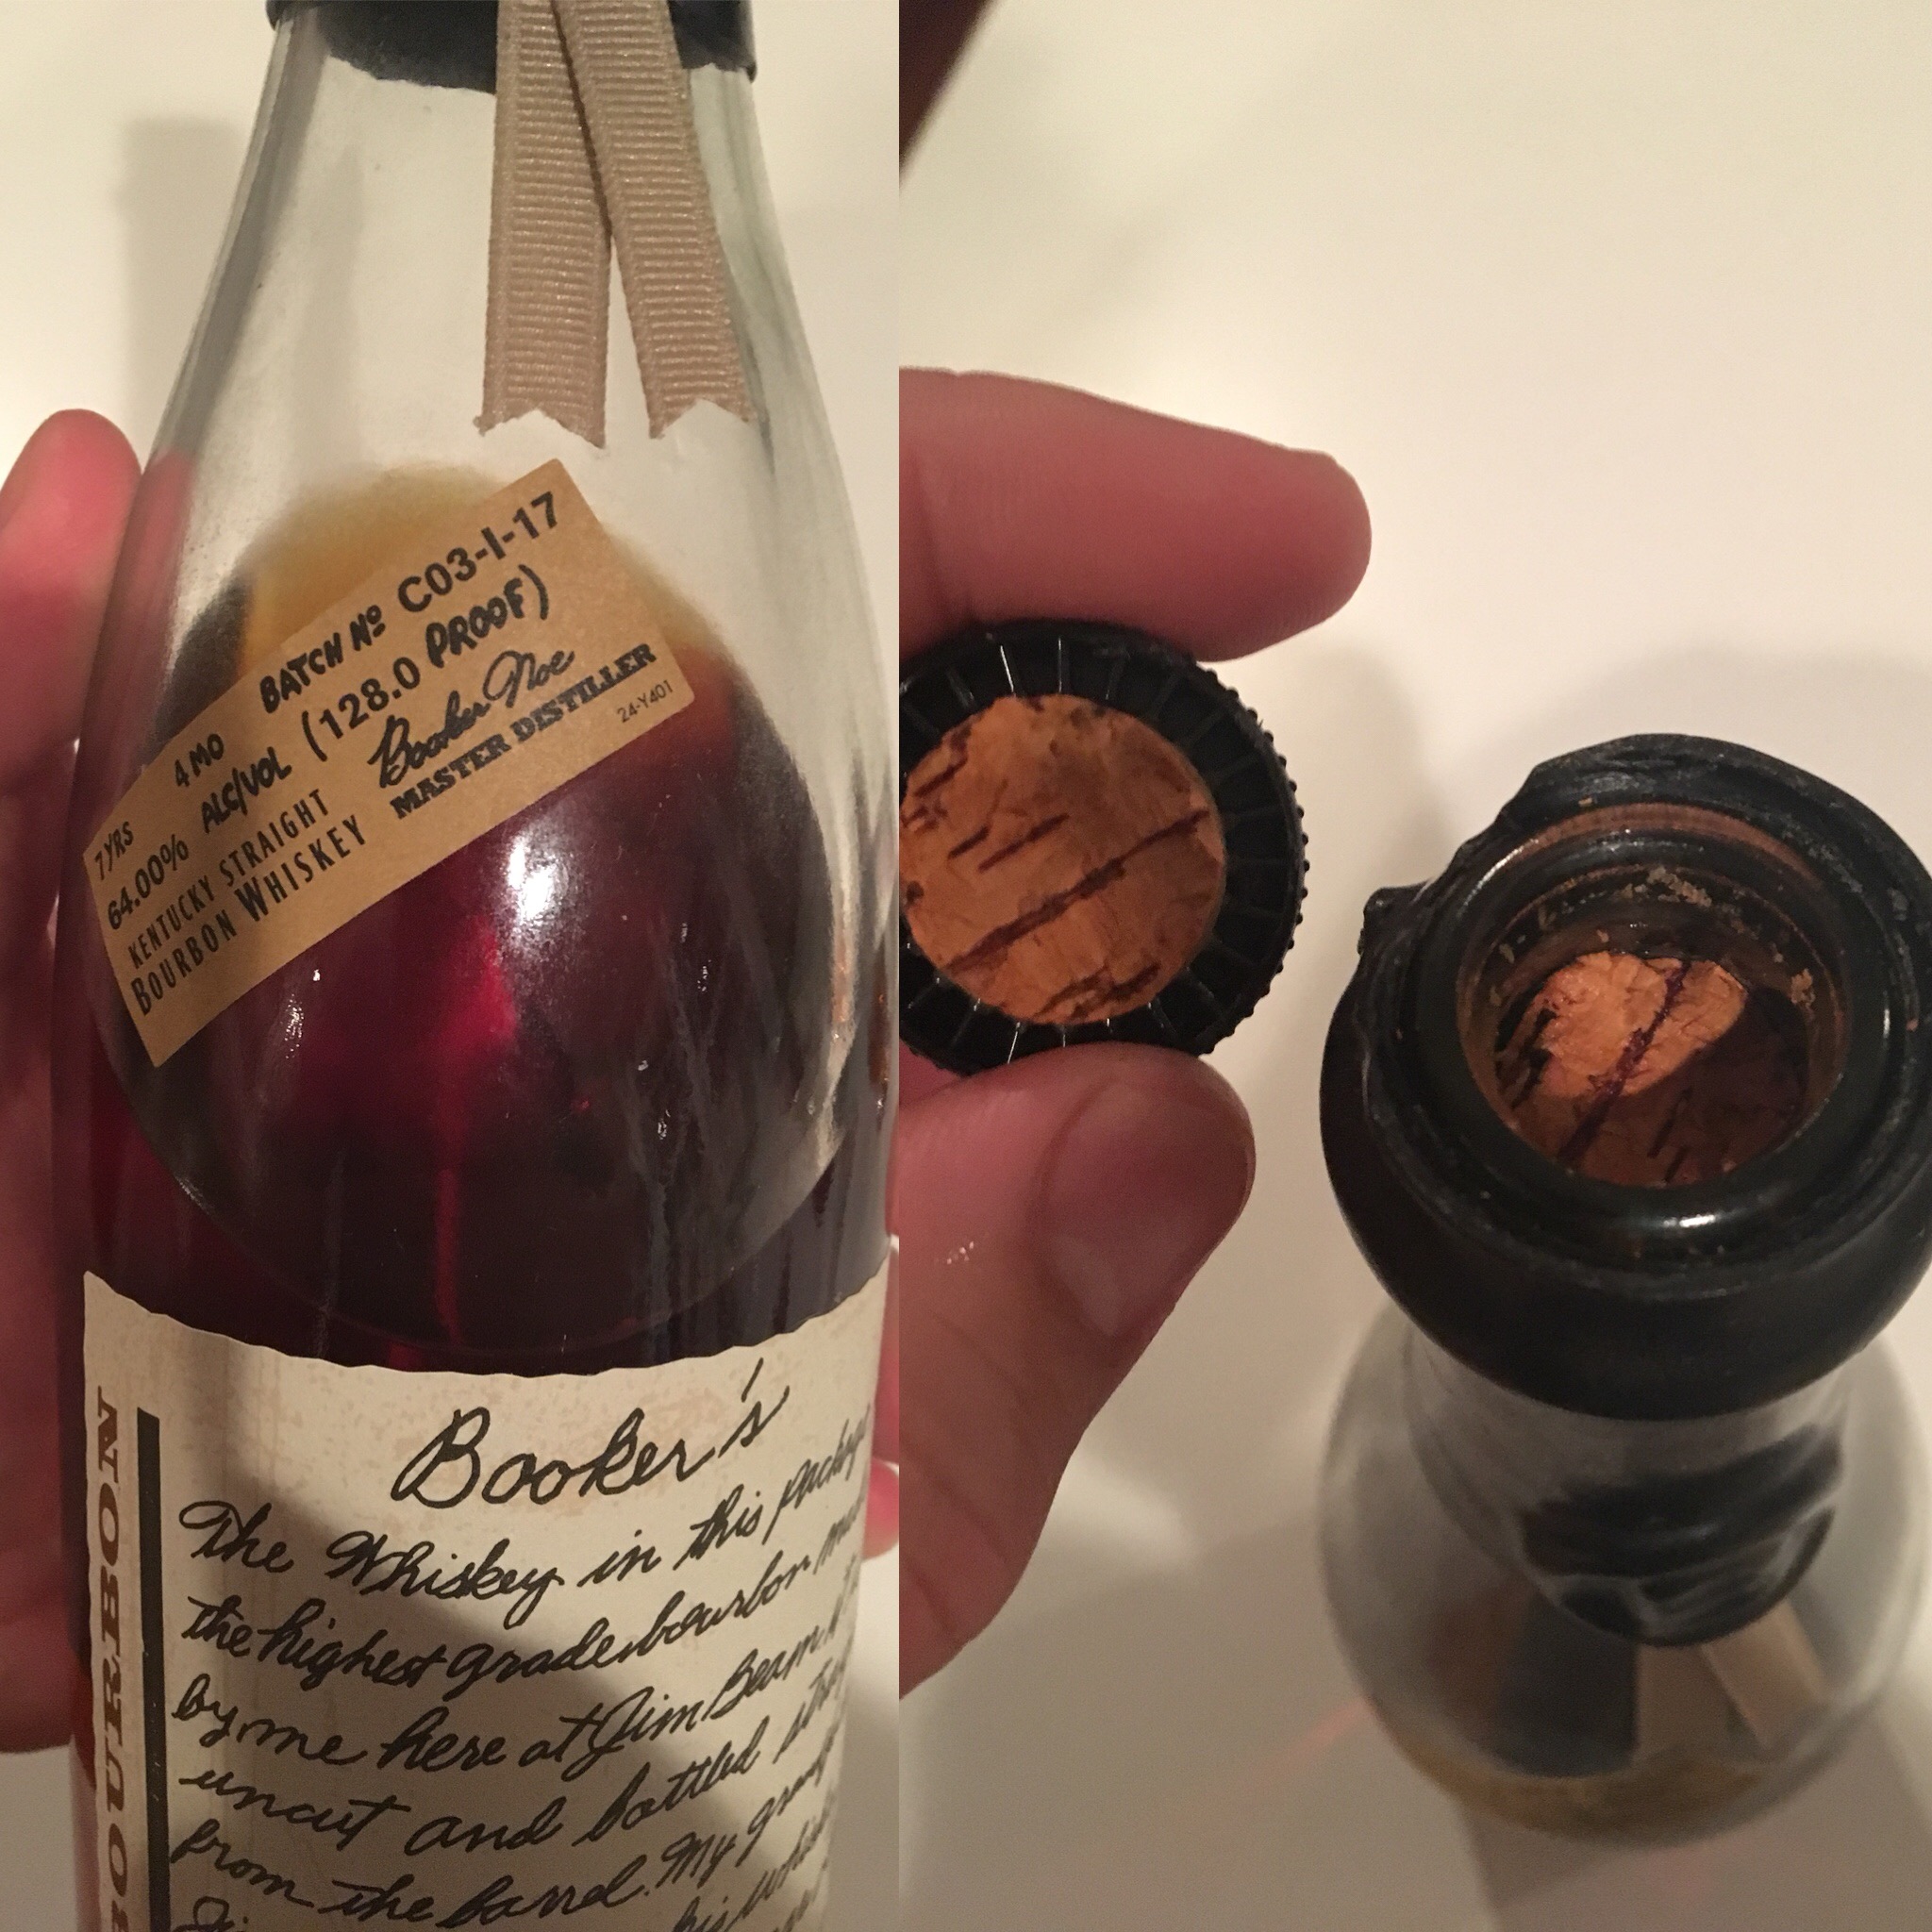 7 YRS 4 MO BATCH Nº C03-I-17
64.00% ALC/VOL (128.0 PROOF)
KENTUCKY STRAIGHT Booker Noe
BOURBON WHISKEY MASTER DISTILLER
24-Y401
Booker's
The Whiskey in this package
the highest grade bourbon
by me here at Jim Beam.
uncut and bottled
from the barrel. My
his
BOURBON